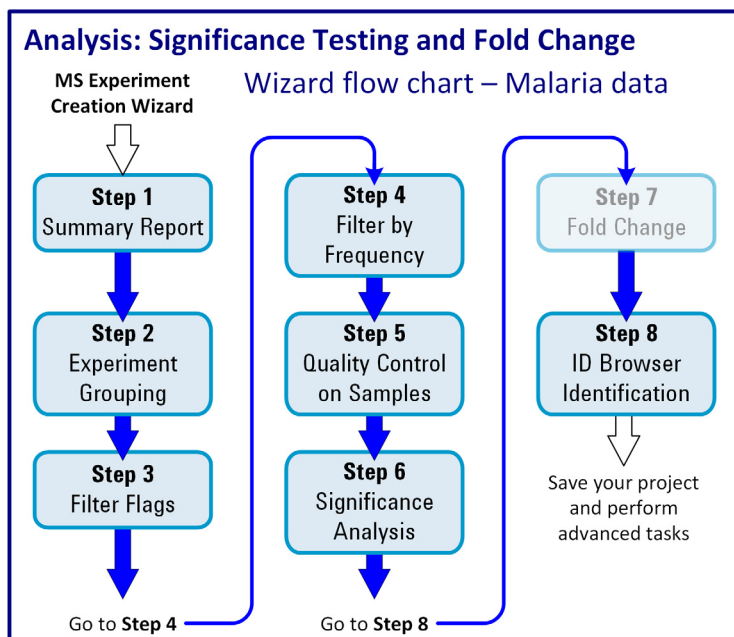 Analysis: Significance Testing and Fold Change
Wizard flow chart – Malaria data
MS Experiment
Creation Wizard
Step 1
Summary Report
Step 2
Experiment
Grouping
Step 3
Filter Flags
Go to Step 4
Step 4
Filter by
Frequency
Step 5
Quality Control
on Samples
Step 6
Significance
Analysis
Go to Step 8
Step 7
Fold Change
Step 8
ID Browser
Identification
Save your project
and perform
advanced tasks